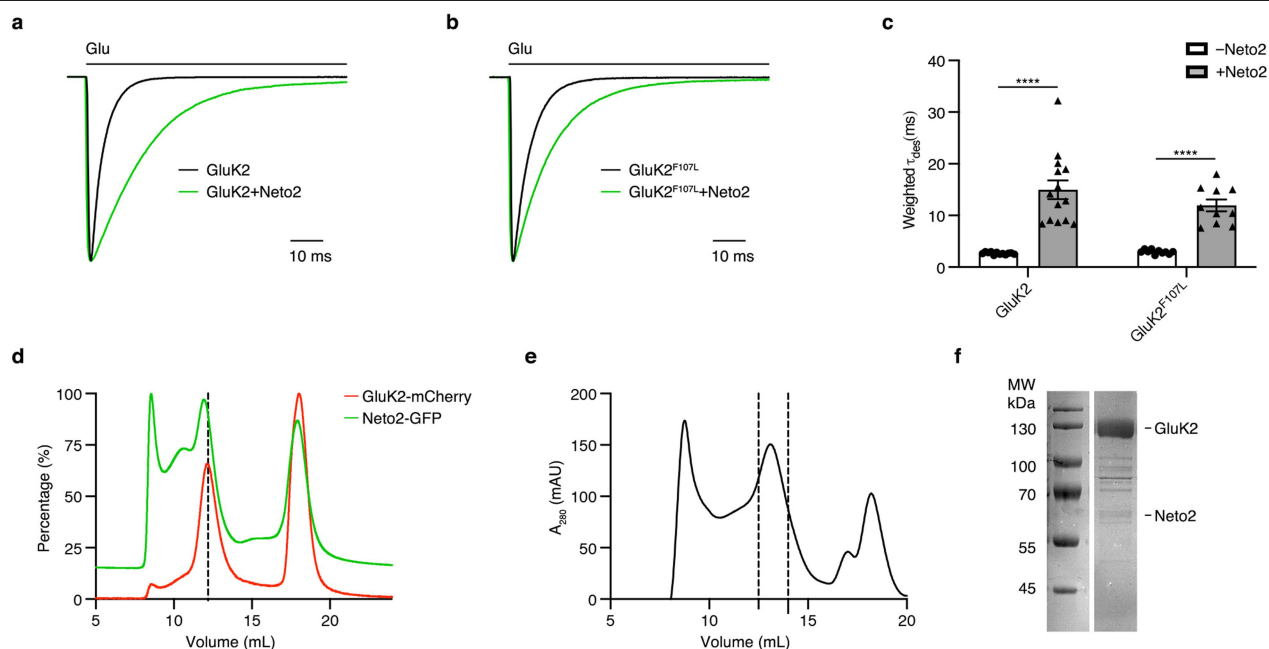 a
Glu
GluK2
GluK2+Neto2
10 ms
b
Glu
GluK2F107L
GluK2F107L+Neto2
10 ms
c
–Neto2
+Neto2
Weighted τdes(ms)
40
30
20
10
0
****
****
GluK2
GluK2F107L
d
Percentage (%)
100
75
50
25
0
5 10 15 20
Volume (mL)
GluK2-mCherry
Neto2-GFP
e
A280 (mAU)
200
150
100
50
0
5 10 15 20
Volume (mL)
f
MW
kDa
130
100
70
55
45
GluK2
Neto2